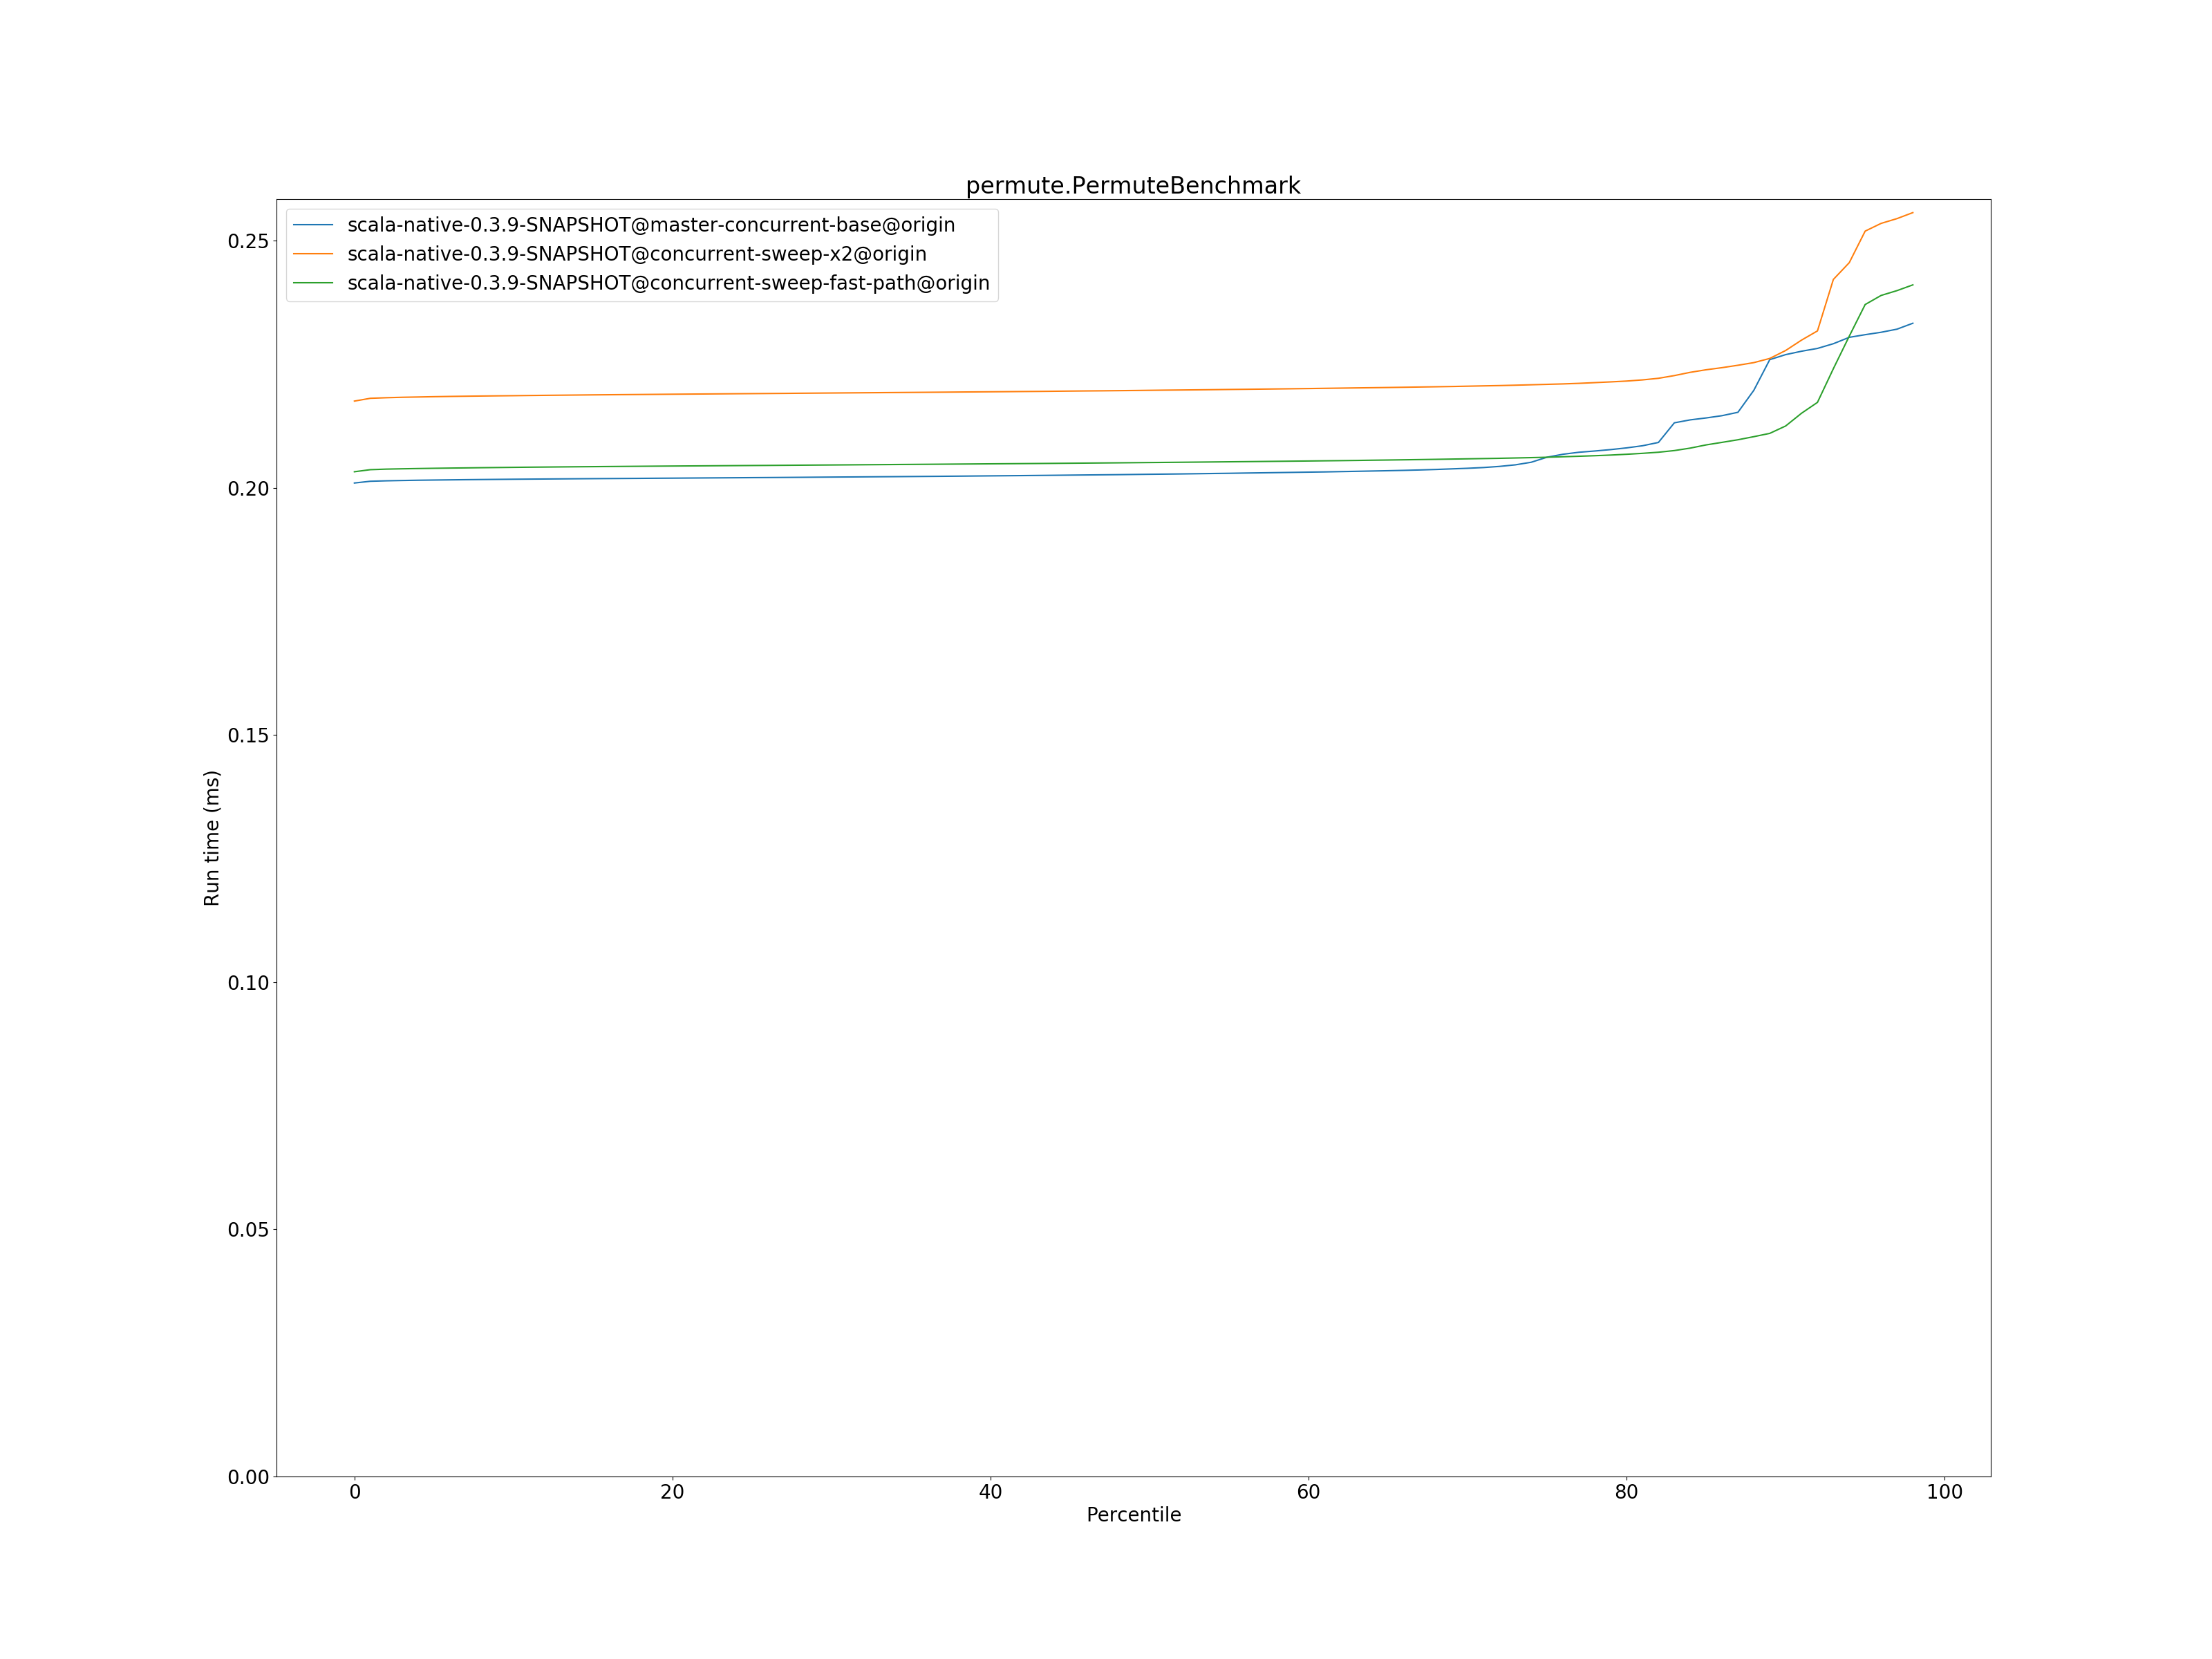 permute.PermuteBenchmark
scala-native-0.3.9-SNAPSHOT@master-concurrent-base@origin
scala-native-0.3.9-SNAPSHOT@concurrent-sweep-x2@origin
scala-native-0.3.9-SNAPSHOT@concurrent-sweep-fast-path@origin
0.25
0.20
0.15
0.10
0.05
0.00
Run time (ms)
0 20 40 60 80 100
Percentile